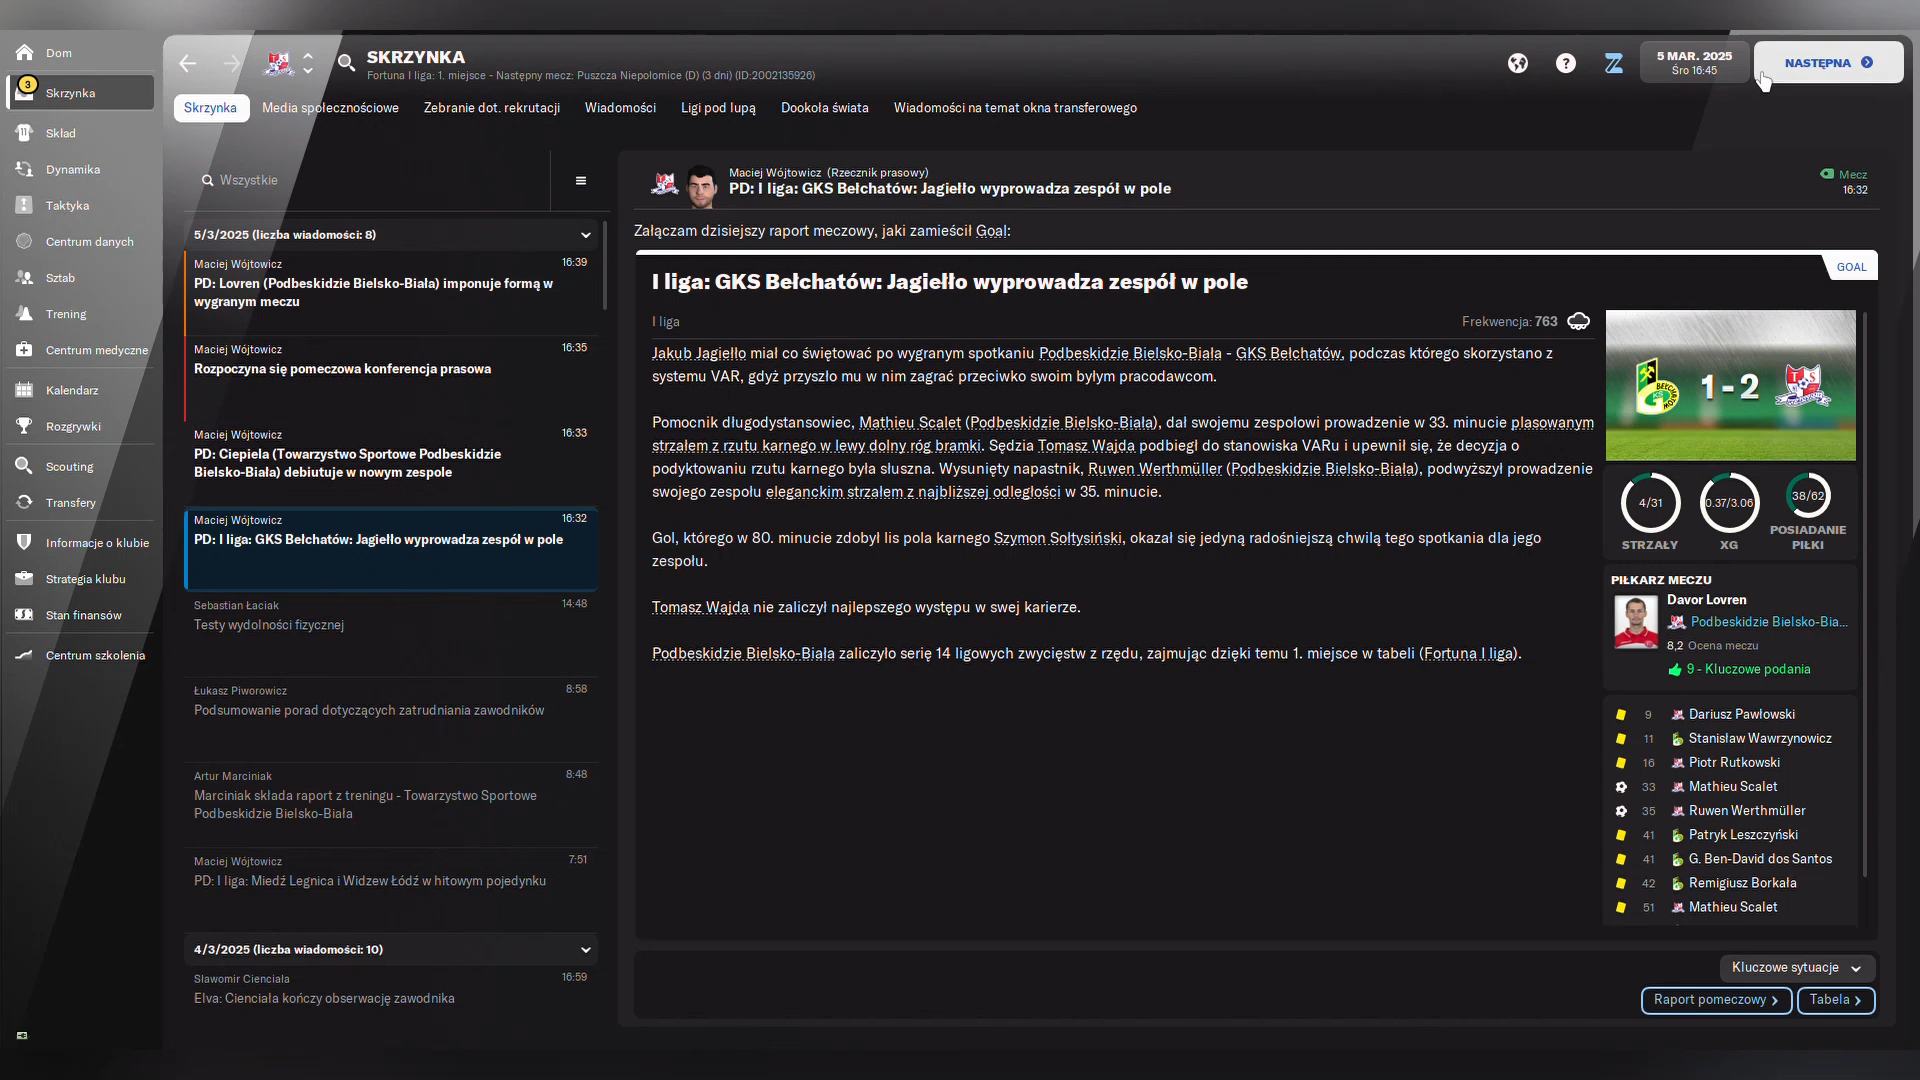 Dom
3
Skrzynka
Skład
Dynamika
Taktyka
Centrum danych
Sztab
Trening
Centrum medyczne
Kalendarz
Rozgrywki
Scouting
Transfery
Informacje o klubie
Strategia klubu
Stan finansów
Centrum szkolenia
SKRZYNKA
Fortuna I liga: 1. miejsce - Następny mecz: Puszcza Niepołomice (D) (3 dni) (ID:2002135926)
5 MAR. 2025
Śro 16:45
NASTĘPNA
Skrzynka
Media społecznościowe
Zebranie dot. rekrutacji
Wiadomości
Ligi pod lupą
Dookoła świata
Wiadomości na temat okna transferowego
Wszystkie
5/3/2025 (liczba wiadomości: 8)
Maciej Wójtowicz 16:39
PD: Lovren (Podbeskidzie Bielsko-Biała) imponuje formą w
wygranym meczu
Maciej Wójtowicz 16:35
Rozpoczyna się pomeczowa konferencja prasowa
Maciej Wójtowicz 16:33
PD: Ciepiela (Towarzystwo Sportowe Podbeskidzie
Bielsko-Biała) debiutuje w nowym zespole
Maciej Wójtowicz 16:32
PD: I liga: GKS Bełchatów: Jagiełło wyprowadza zespół w pole
Sebastian Łaciak 14:48
Testy wydolności fizycznej
Łukasz Piworowicz 8:58
Podsumowanie porad dotyczących zatrudniania zawodników
Artur Marciniak 8:48
Marciniak składa raport z treningu - Towarzystwo Sportowe
Podbeskidzie Bielsko-Biała
Maciej Wójtowicz 7:51
PD: I liga: Miedź Legnica i Widzew Łódź w hitowym pojedynku
4/3/2025 (liczba wiadomości: 10)
Sławomir Cienciała 16:59
Elva: Cienciała kończy obserwację zawodnika
Maciej Wójtowicz (Rzecznik prasowy)
PD: I liga: GKS Bełchatów: Jagiełło wyprowadza zespół w pole
Mecz
16:32
Załączam dzisiejszy raport meczowy, jaki zamieścił Goal:
GOAL
I liga: GKS Bełchatów: Jagiełło wyprowadza zespół w pole
I liga
Frekwencja: 763
Jakub Jagiełło miał co świętować po wygranym spotkaniu Podbeskidzie Bielsko-Biała - GKS Bełchatów, podczas którego skorzystano z
systemu VAR, gdyż przyszło mu w nim zagrać przeciwko swoim byłym pracodawcom.
Pomocnik długodystansowiec, Mathieu Scalet (Podbeskidzie Bielsko-Biała), dał swojemu zespołowi prowadzenie w 33. minucie plasowanym
strzałem z rzutu karnego w lewy dolny róg bramki. Sędzia Tomasz Wajda podbiegł do stanowiska VARu i upewnił się, że decyzja o
podyktowaniu rzutu karnego była słuszna. Wysunięty napastnik, Ruwen Werthmüller (Podbeskidzie Bielsko-Biała), podwyższył prowadzenie
swojego zespołu eleganckim strzałem z najbliższej odległości w 35. minucie.
Gol, którego w 80. minucie zdobył lis pola karnego Szymon Sołtysiński, okazał się jedyną radośniejszą chwilą tego spotkania dla jego
zespołu.
Tomasz Wajda nie zaliczył najlepszego występu w swej karierze.
Podbeskidzie Bielsko-Biała zaliczyło serię 14 ligowych zwycięstw z rzędu, zajmując dzięki temu 1. miejsce w tabeli (Fortuna I liga).
1 - 2
4/31
STRZAŁY
0.37/3.06
XG
38/62
POSIADANIE
PIŁKI
PIŁKARZ MECZU
Davor Lovren
Podbeskidzie Bielsko-Bia...
8,2 Ocena meczu
9 - Kluczowe podania
9 Dariusz Pawłowski
11 Stanisław Wawrzynowicz
16 Piotr Rutkowski
33 Mathieu Scalet
35 Ruwen Werthmüller
41 Patryk Leszczyński
41 G. Ben-David dos Santos
42 Remigiusz Borkała
51 Mathieu Scalet
Kluczowe sytuacje
Raport pomeczowy
Tabela